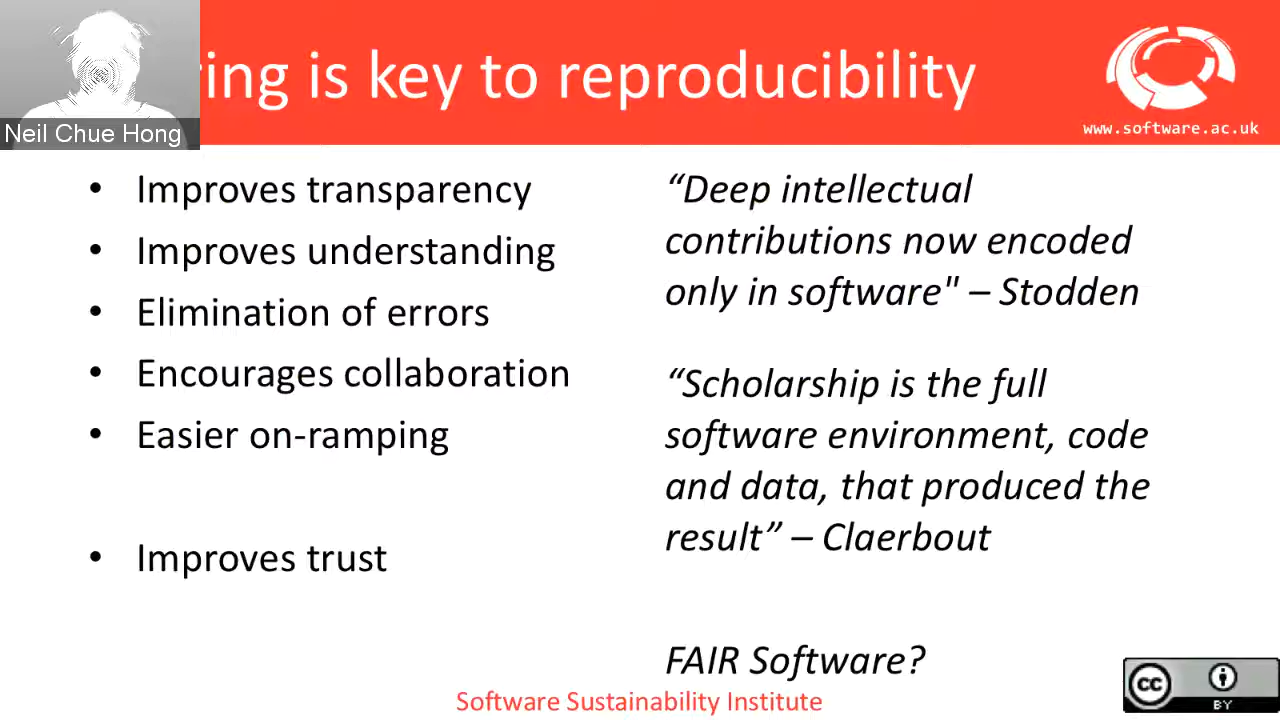 ring is key to reproducibility
www.software.ac.uk
Neil Chue Hong
• Improves transparency
• Improves understanding
• Elimination of errors
• Encourages collaboration
• Easier on-ramping
• Improves trust
“Deep intellectual
contributions now encoded
only in software" – Stodden
“Scholarship is the full
software environment, code
and data, that produced the
result” – Claerbout
FAIR Software?
Software Sustainability Institute
cc
BY